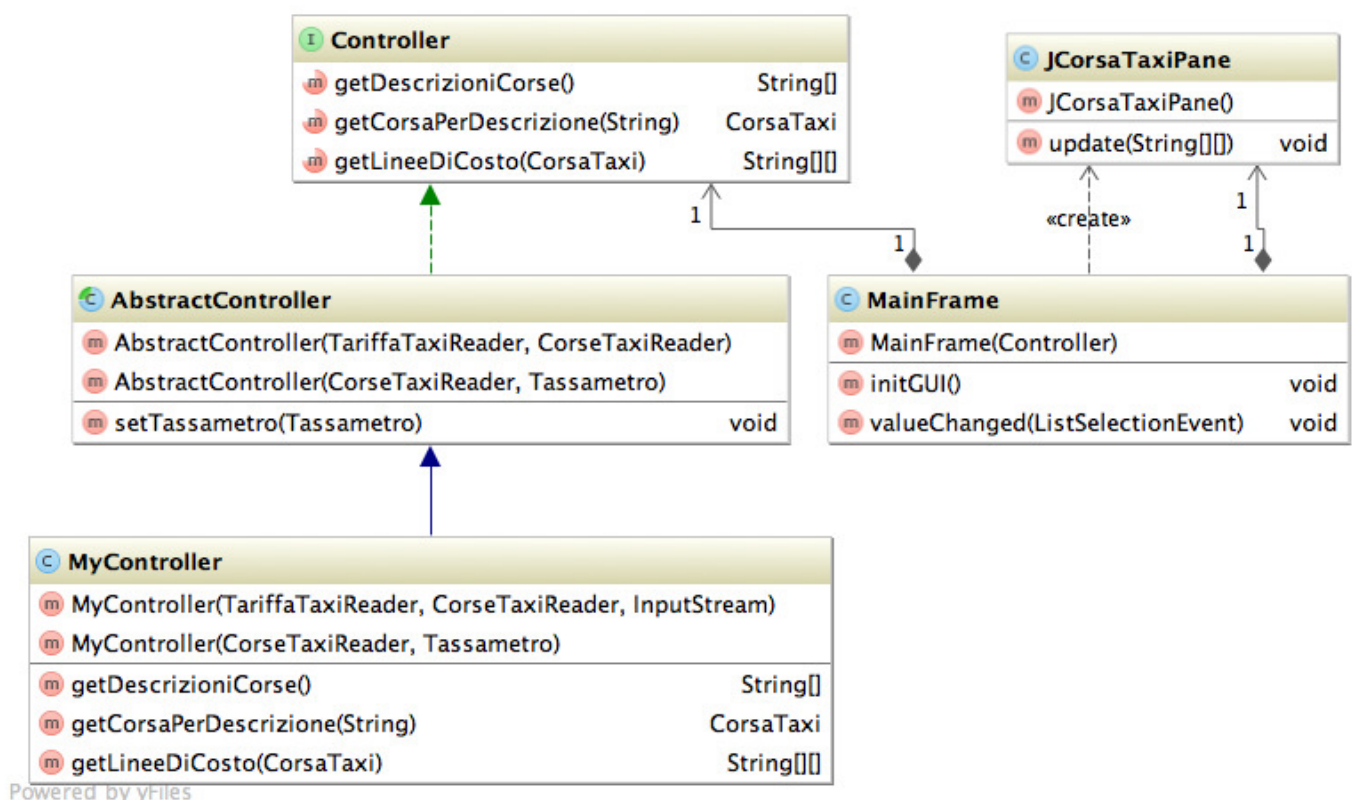 Controller
getDescrizioniCorse() String[]
getCorsaPerDescrizione(String) CorsaTaxi
getLineeDiCosto(CorsaTaxi) String[][]
JCorsaTaxiPane
JCorsaTaxiPane()
update(String[][]) void
1
1
«create»
1
1
AbstractController
AbstractController(TariffaTaxiReader, CorseTaxiReader)
AbstractController(CorseTaxiReader, Tassametro)
setTassametro(Tassametro) void
MainFrame
MainFrame(Controller)
initGUI() void
valueChanged(ListSelectionEvent) void
MyController
MyController(TariffaTaxiReader, CorseTaxiReader, InputStream)
MyController(CorseTaxiReader, Tassametro)
getDescrizioniCorse() String[]
getCorsaPerDescrizione(String) CorsaTaxi
getLineeDiCosto(CorsaTaxi) String[][]
Powered by yFiles